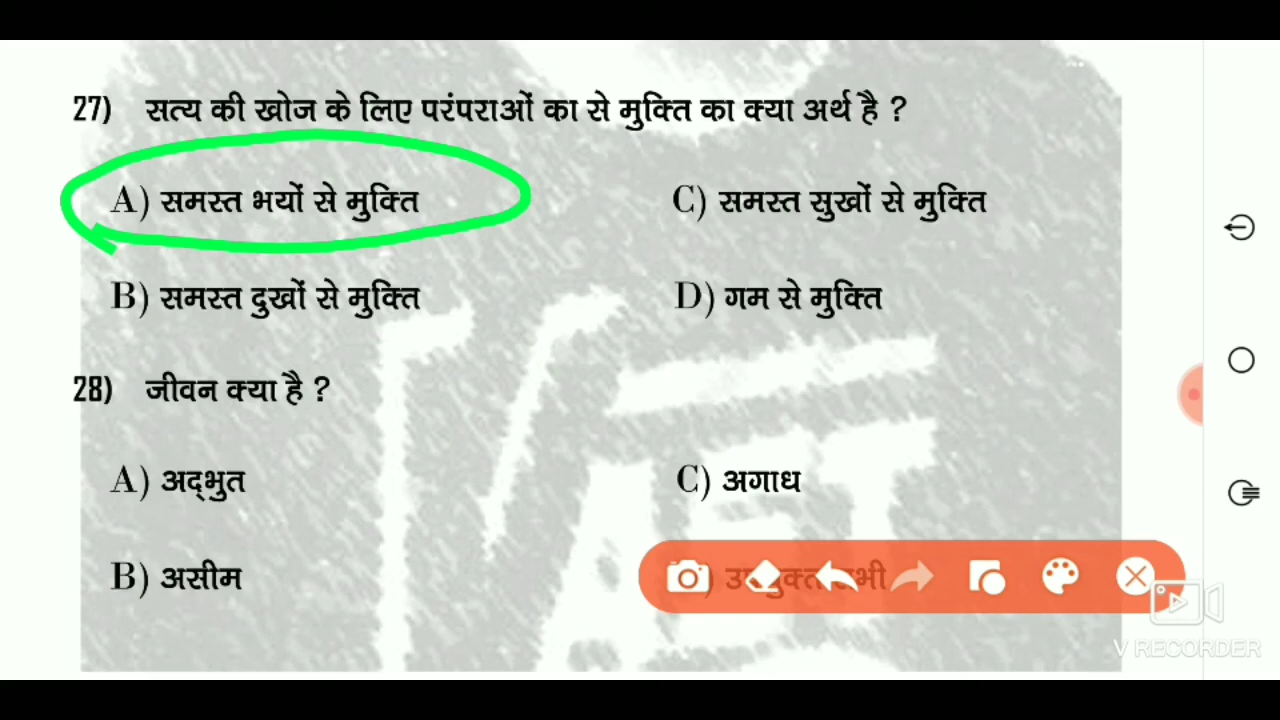 27) सत्य की खोज के लिए परंपराओं का से मुक्ति का क्या अर्थ है ?
A) समस्त भयों से मुक्ति
C) समस्त सुखों से मुक्ति
B) समस्त दुखों से मुक्ति
D) गम से मुक्ति
28) जीवन क्या है ?
A) अद्भुत
C) अगाध
B) असीम
V RECORDER